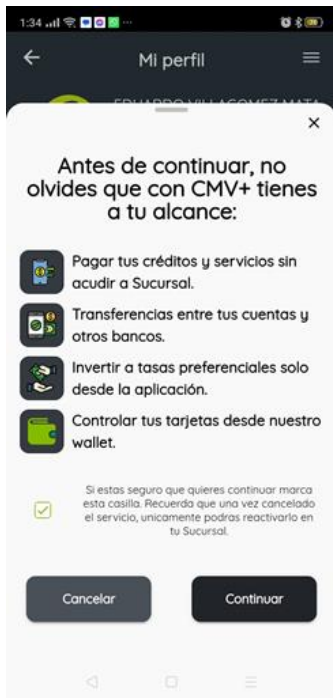 1:34
Mi perfil
EDUARDO VILLAGOMEZ MATA
Antes de continuar, no
olvides que con CMV+ tienes
a tu alcance:
Pagar tus créditos y servicios sin
acudir a Sucursal.
Transferencias entre tus cuentas y
otros bancos.
Invertir a tasas preferenciales solo
desde la aplicación.
Controlar tus tarjetas desde nuestro
wallet.
Si estas seguro que quieres continuar marca
esta casilla. Recuerda que una vez cancelado
el servicio, unicamente podras reactivarlo en
tu Sucursal.
Cancelar
Continuar